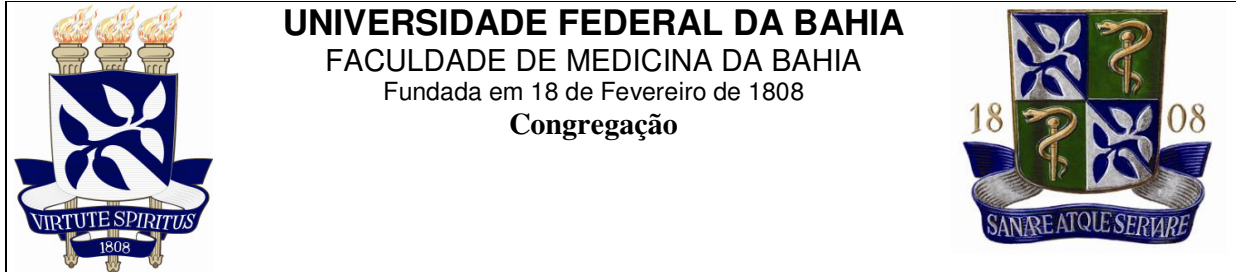 UNIVERSIDADE FEDERAL DA BAHIA
FACULDADE DE MEDICINA DA BAHIA
Fundada em 18 de Fevereiro de 1808
Congregação
VIRTUTE SPIRITUS
1808
18 08
SANARE ATQUE SERVARE